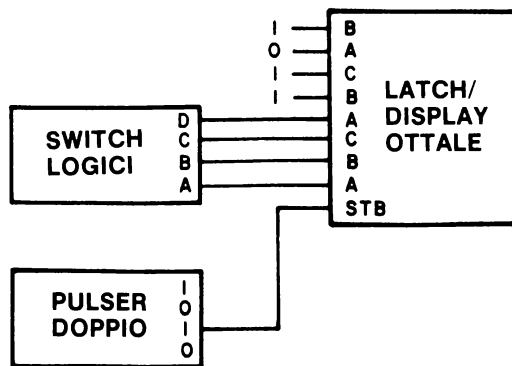 I B
O A
I C
I B
LATCH/
DISPLAY
OTTALE
A
C
B
A
STB
SWITCH
LOGICI
D
C
B
A
PULSER
DOPPIO
I
O
I
O